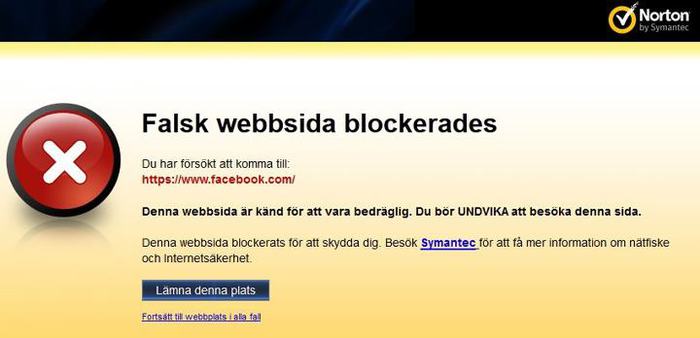 Norton
by Symantec
Falsk webbsida blockerades
Du har försökt att komma till:
https://www.facebook.com/
Denna webbsida är känd för att vara bedräglig. Du bör UNDVIKA att besöka denna sida.
Denna webbsida blockerats för att skydda dig. Besök Symantec för att få mer information om nätfiske
och Internetsäkerhet.
Lämna denna plats
Fortsätt till webbplats i alla fall